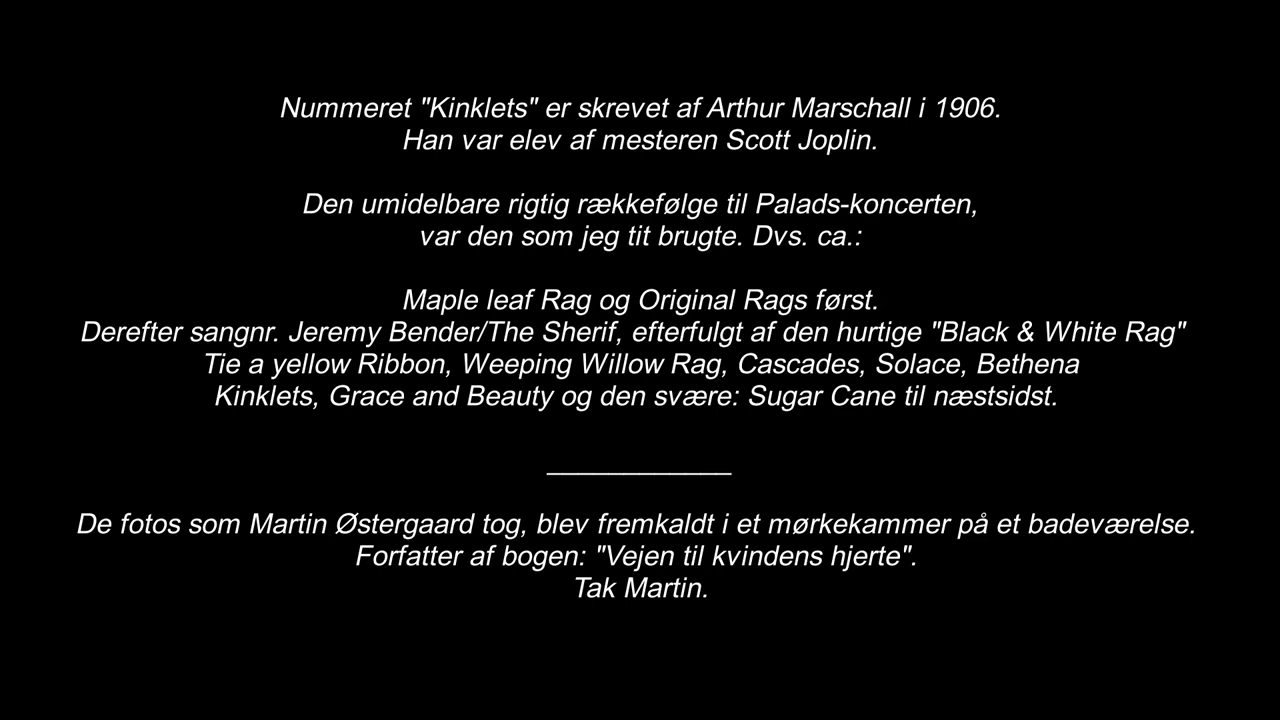 Nummeret "Kinklets" er skrevet af Arthur Marschall i 1906.
Han var elev af mesteren Scott Joplin.
Den umidelbare rigtig rækkefølge til Palads-koncerten,
var den som jeg tit brugte. Dvs. ca.:
Maple leaf Rag og Original Rags først.
Derefter sangnr. Jeremy Bender/The Sherif, efterfulgt af den hurtige "Black & White Rag"
Tie a yellow Ribbon, Weeping Willow Rag, Cascades, Solace, Bethena
Kinklets, Grace and Beauty og den svære: Sugar Cane til næstsidst.
____________
De fotos som Martin Østergaard tog, blev fremkaldt i et mørkekammer på et badeværelse.
Forfatter af bogen: "Vejen til kvindens hjerte".
Tak Martin.